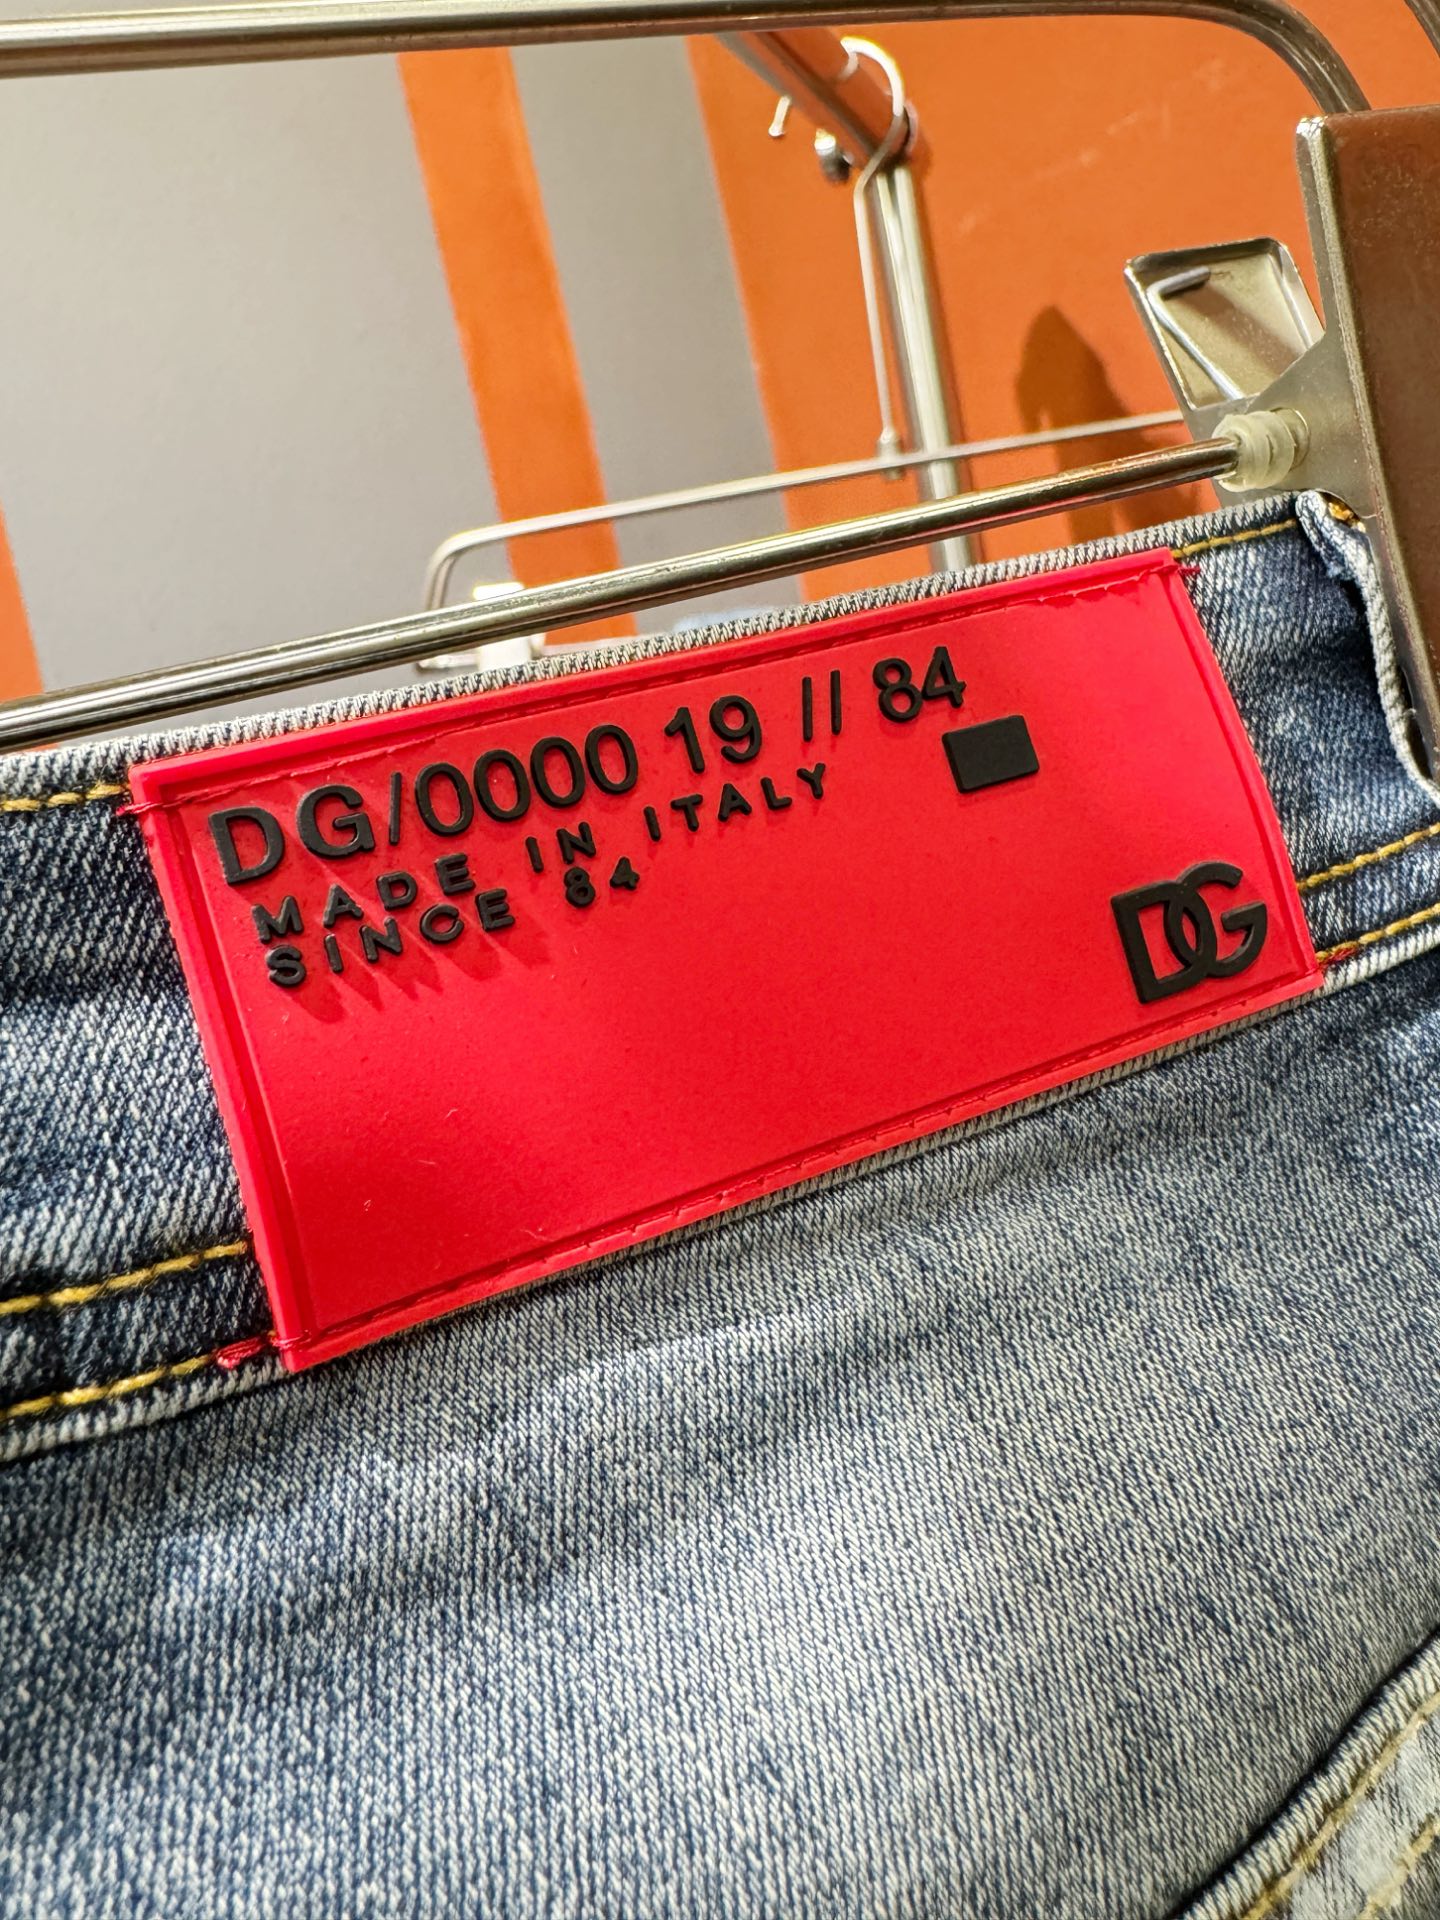 DG/0000 19 // 84
MADE IN ITALY
SINCE 84
DG